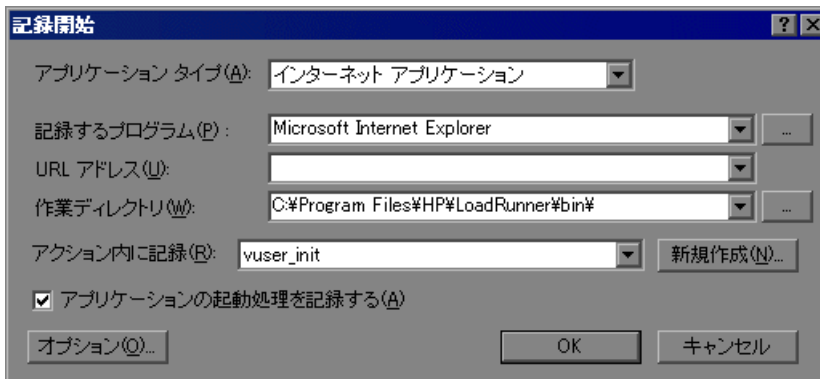 記録開始
アプリケーション タイプ(A): インターネット アプリケーション
記録するプログラム(P) : Microsoft Internet Explorer ...
URL アドレス(U):
作業ディレクトリ(W): C:¥Program Files¥HP¥LoadRunner¥bin¥ ...
アクション内に記録(R): vuser_init 新規作成(N)...
アプリケーションの起動処理を記録する(A)
オプション(O)... OK キャンセル